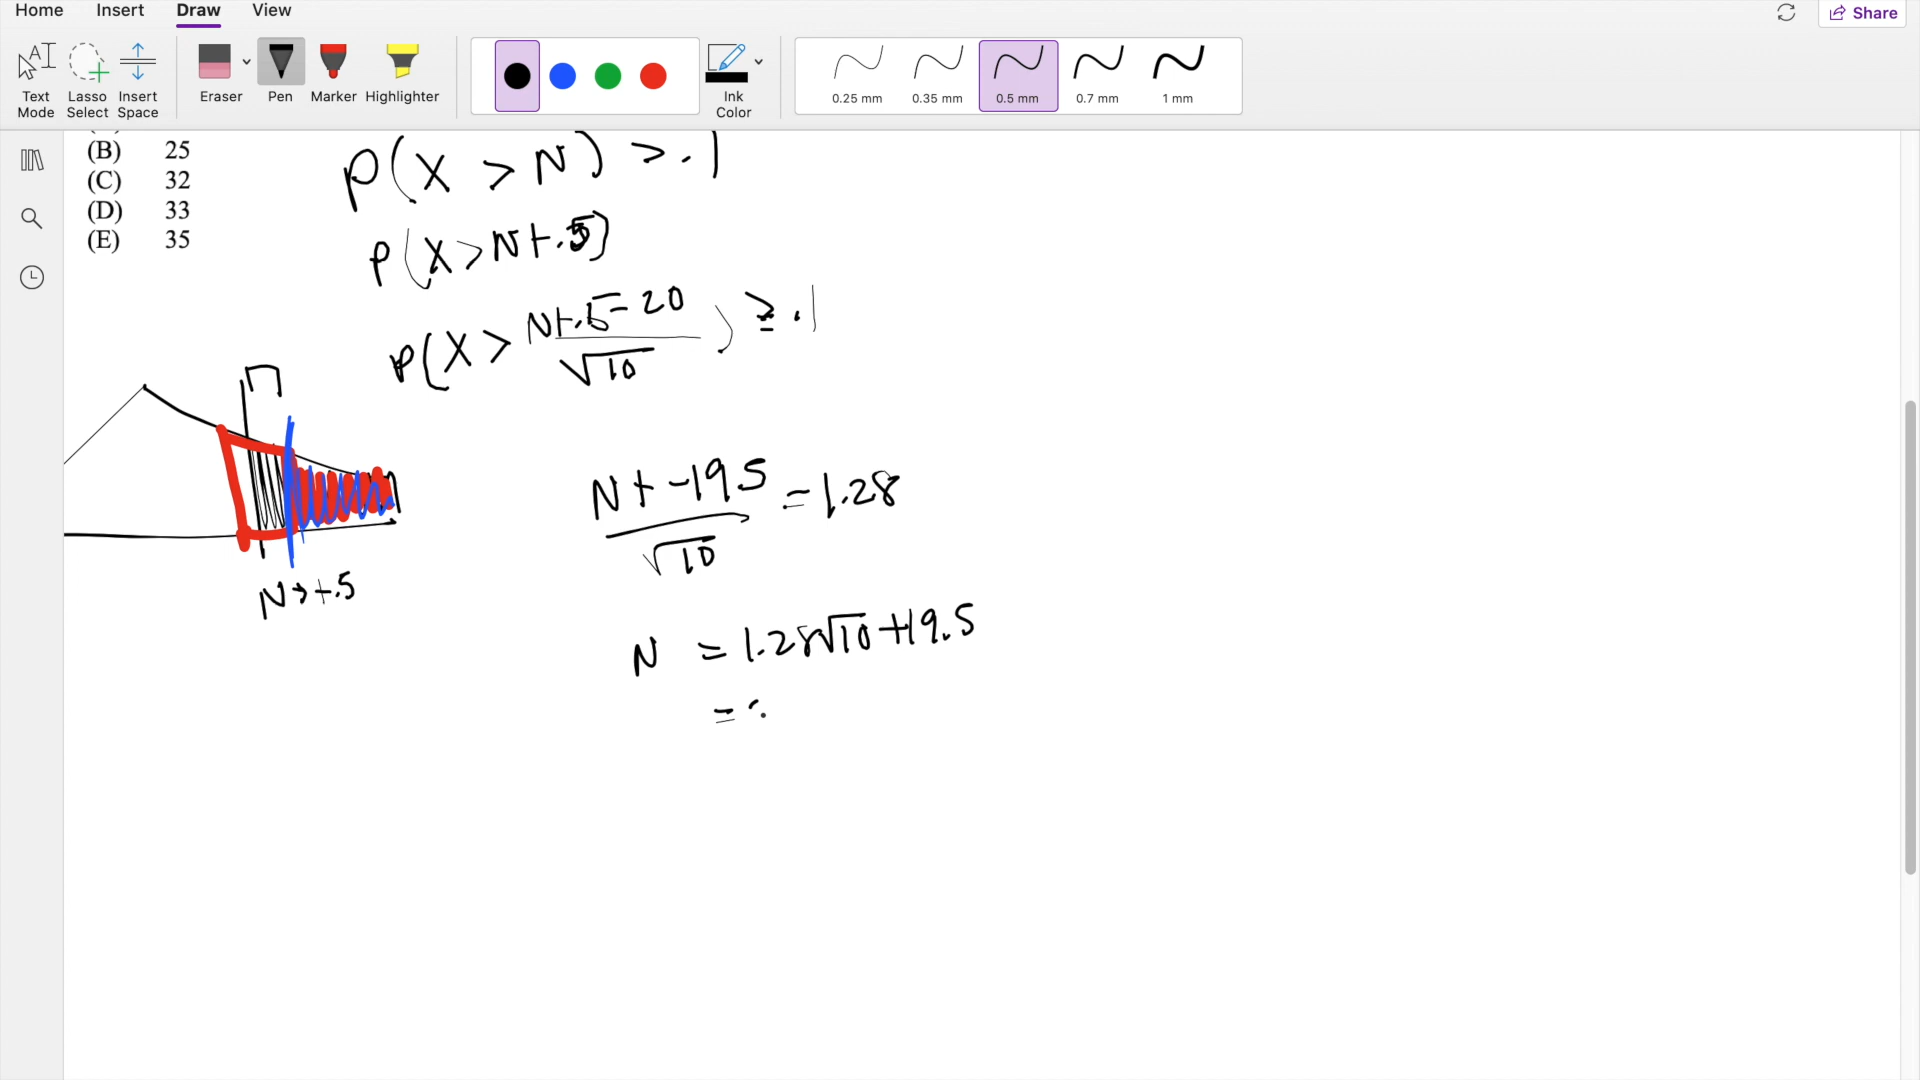 Home Insert Draw View
Share
Text Mode
Lasso Select
Insert Space
Eraser
Pen
Marker
Highlighter
Ink Color
0.25 mm
0.35 mm
0.5 mm
0.7 mm
1 mm
(B) 25
(C) 32
(D) 33
(E) 35
P(X > N) > .1
P(X > N+.5)
P(X > (N+.5-20)/√10) ≥ .1
(N+-19.5)/√10 = 1.28
N→+.5
N = 1.28√10+19.5
=